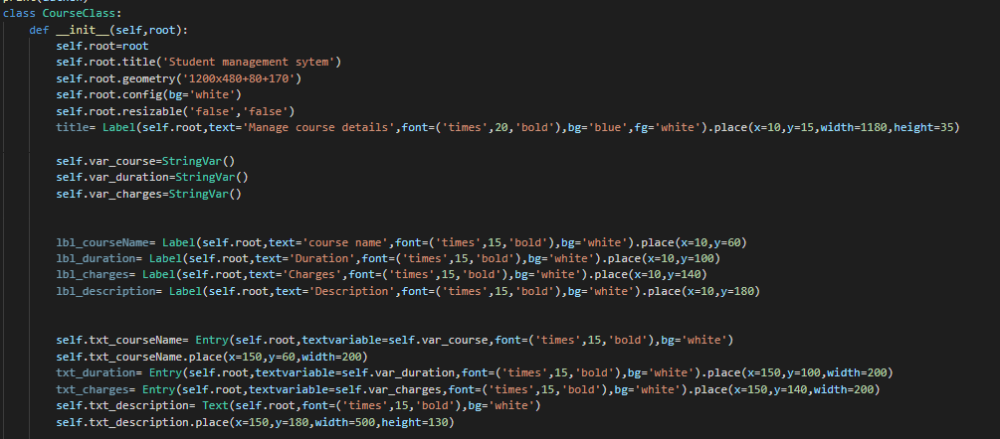 class CourseClass:
def __init__(self,root):
self.root=root
self.root.title('Student management sytem')
self.root.geometry('1200x480+80+170')
self.root.config(bg='white')
self.root.resizable('false','false')
title= Label(self.root,text='Manage course details',font=('times',20,'bold'),bg='blue',fg='white').place(x=10,y=15,width=1180,height=35)
self.var_course=StringVar()
self.var_duration=StringVar()
self.var_charges=StringVar()
lbl_courseName= Label(self.root,text='course name',font=('times',15,'bold'),bg='white').place(x=10,y=60)
lbl_duration= Label(self.root,text='Duration',font=('times',15,'bold'),bg='white').place(x=10,y=100)
lbl_charges= Label(self.root,text='Charges',font=('times',15,'bold'),bg='white').place(x=10,y=140)
lbl_description= Label(self.root,text='Description',font=('times',15,'bold'),bg='white').place(x=10,y=180)
self.txt_courseName= Entry(self.root,textvariable=self.var_course,font=('times',15,'bold'),bg='white')
self.txt_courseName.place(x=150,y=60,width=200)
txt_duration= Entry(self.root,textvariable=self.var_duration,font=('times',15,'bold'),bg='white').place(x=150,y=100,width=200)
txt_charges= Entry(self.root,textvariable=self.var_charges,font=('times',15,'bold'),bg='white').place(x=150,y=140,width=200)
self.txt_description= Text(self.root,font=('times',15,'bold'),bg='white')
self.txt_description.place(x=150,y=180,width=500,height=130)